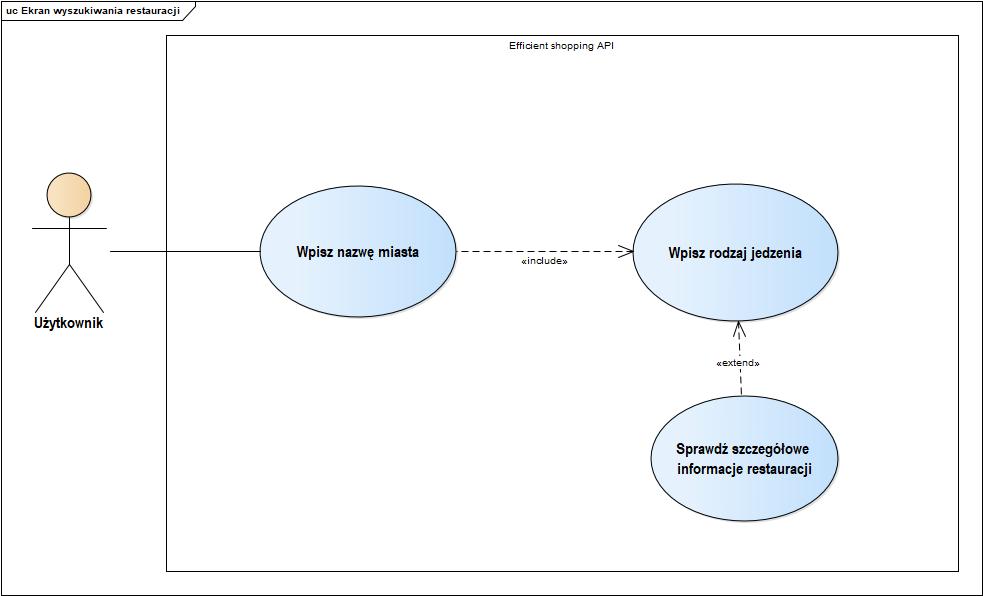 uc Ekran wyszukiwania restauracji
Efficient shopping API
Wpisz nazwę miasta
«include»
Wpisz rodzaj jedzenia
Użytkownik
«extend»
Sprawdź szczegółowe
informacje restauracji